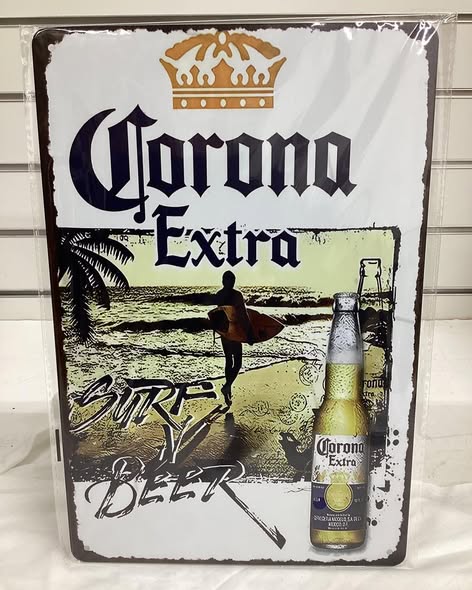 Corona
Extra
SURF
Y
BEER
Corona
Extra